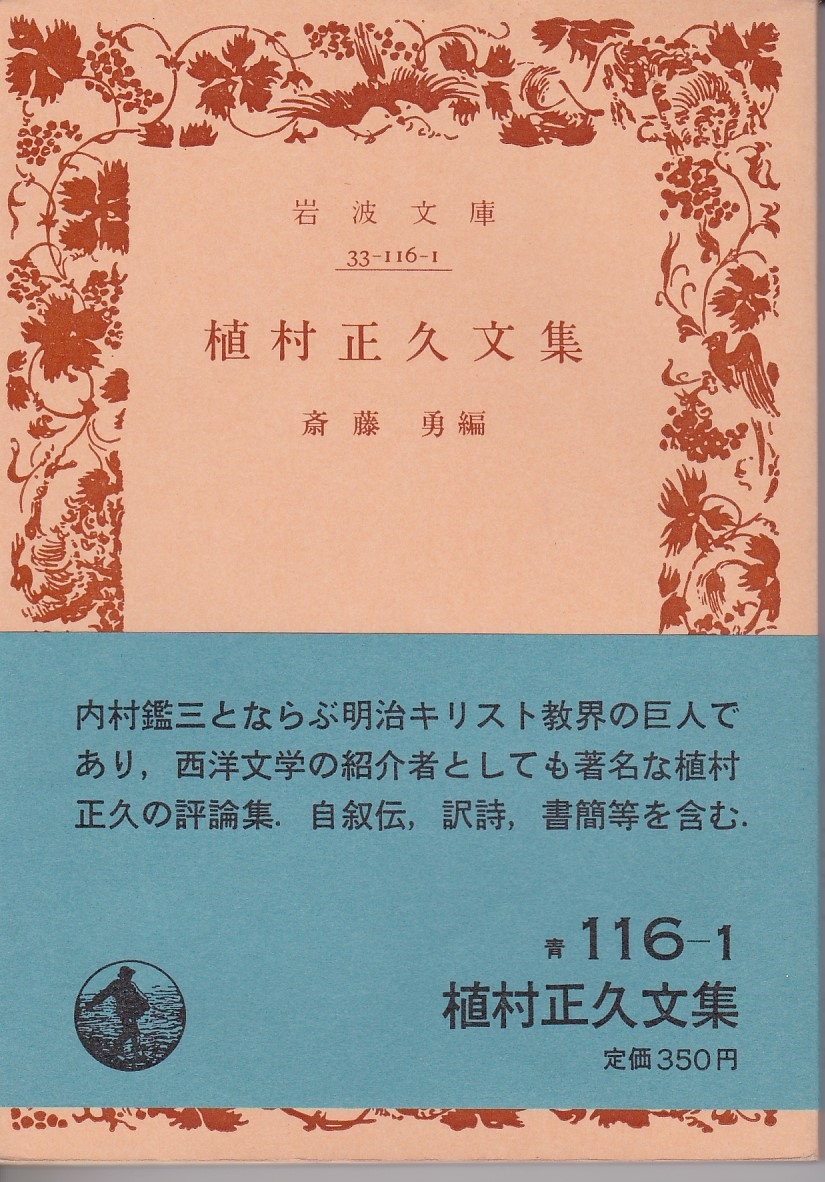 岩波文庫
33-116-1
植村正久文集
斎藤 勇編
内村鑑三とならぶ明治キリスト教界の巨人で
あり，西洋文学の紹介者としても著名な植村
正久の評論集．自叙伝，訳詩，書簡等を含む．
青 116-1
植村正久文集
定価350円